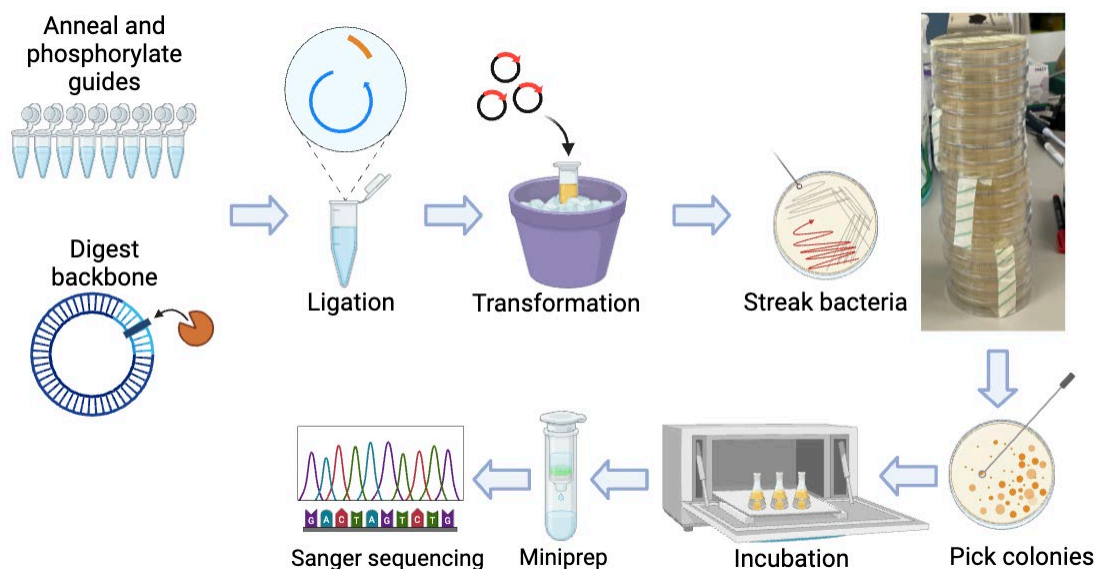 Anneal and
phosphorylate
guides
Digest
backbone
Ligation
Transformation
Streak bacteria
Pick colonies
Incubation
Miniprep
Sanger sequencing
G A C T A G T C T G